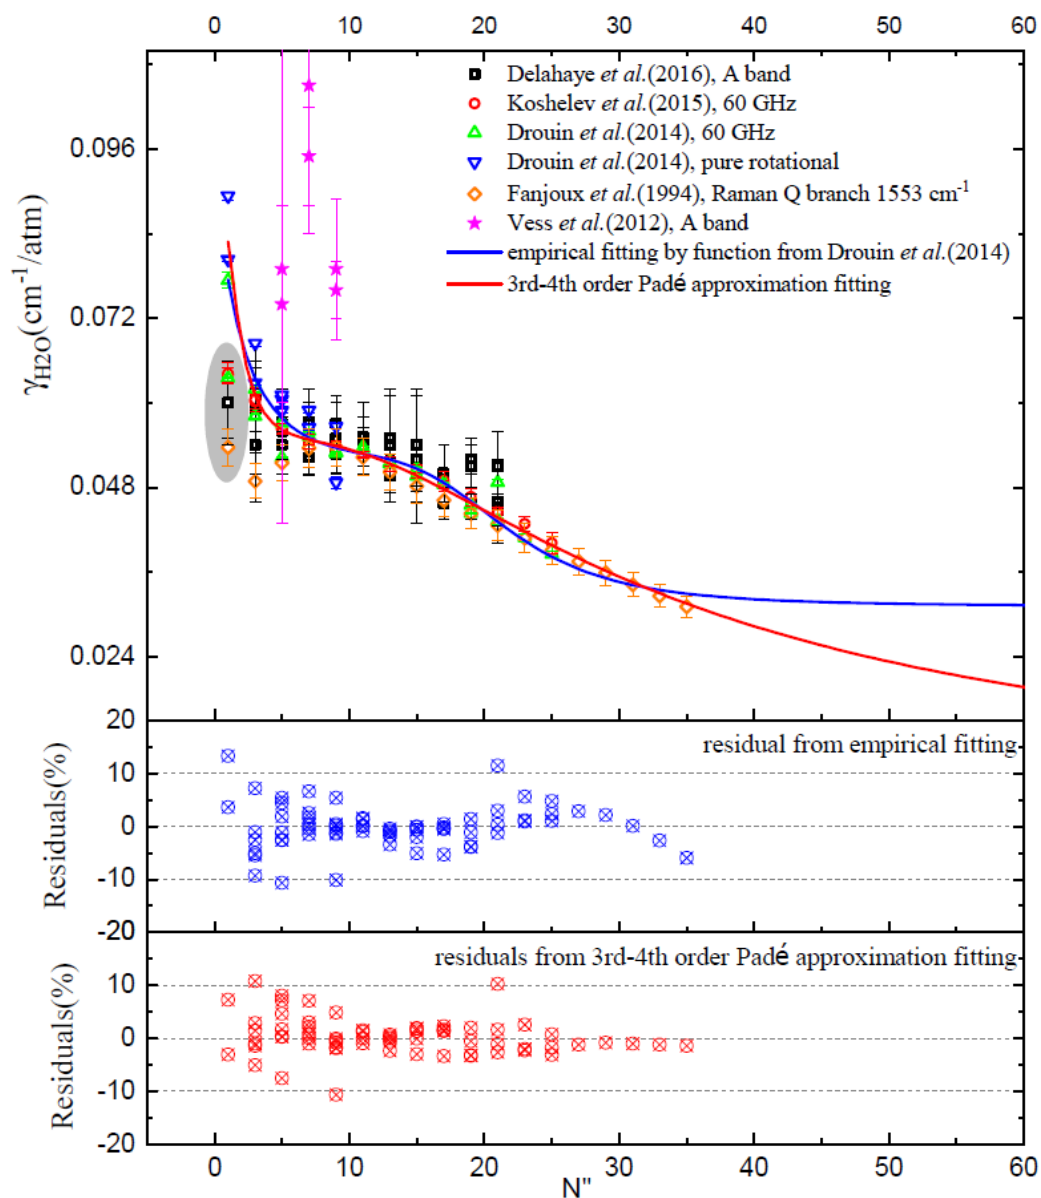 0 10 20 30 40 50 60
Delahaye et al.(2016), A band
Koshelev et al.(2015), 60 GHz
Drouin et al.(2014), 60 GHz
Drouin et al.(2014), pure rotational
Fanjoux et al.(1994), Raman Q branch 1553 cm⁻¹
Vess et al.(2012), A band
empirical fitting by function from Drouin et al.(2014)
3rd-4th order Padé approximation fitting
0.096
0.072
0.048
0.024
γH2O(cm⁻¹/atm)
residual from empirical fitting
20
10
0
-10
-20
Residuals(%)
residuals from 3rd-4th order Padé approximation fitting
10
0
-10
-20
Residuals(%)
0 10 20 30 40 50 60
N"